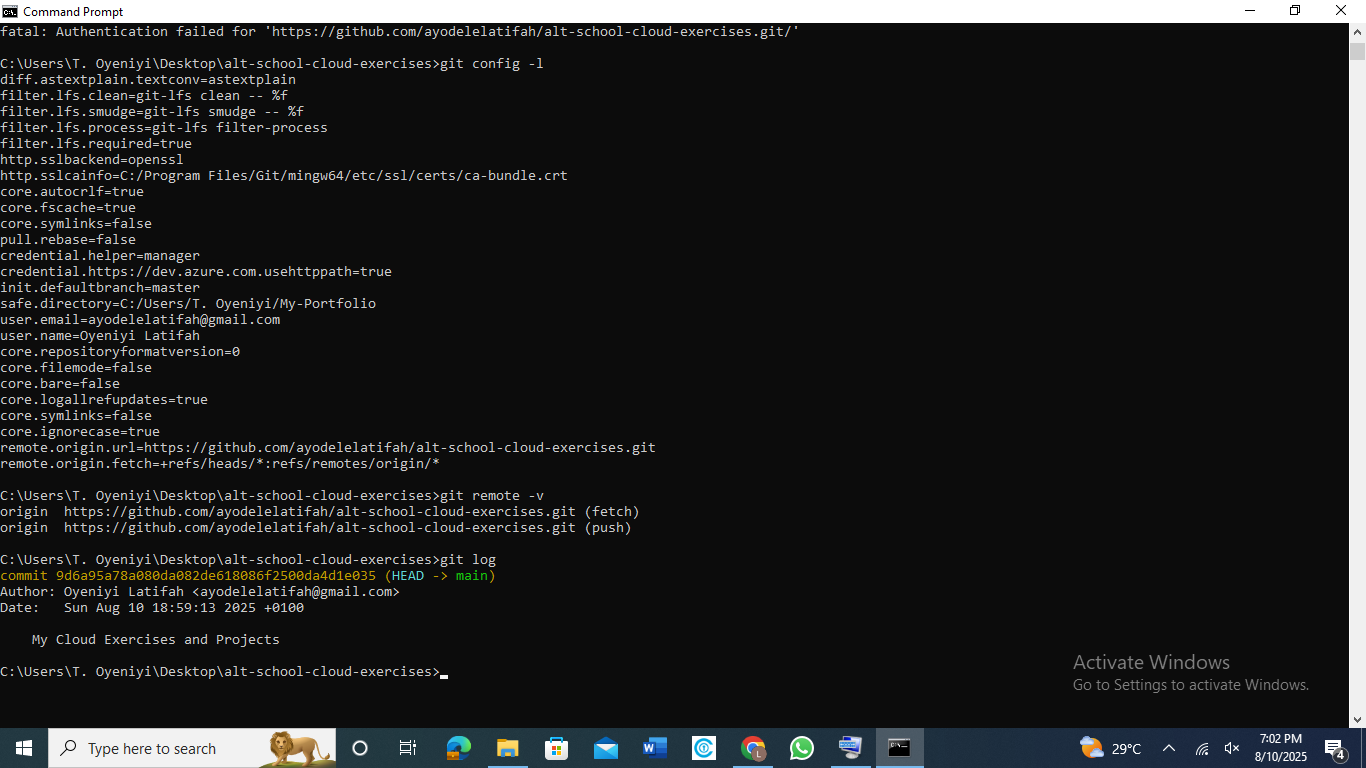 Command Prompt
fatal: Authentication failed for 'https://github.com/ayodelelatifah/alt-school-cloud-exercises.git/'
C:\Users\T. Oyeniyi\Desktop\alt-school-cloud-exercises>git config -l
diff.astextplain.textconv=astextplain
filter.lfs.clean=git-lfs clean -- %f
filter.lfs.smudge=git-lfs smudge -- %f
filter.lfs.process=git-lfs filter-process
filter.lfs.required=true
http.sslbackend=openssl
http.sslcainfo=C:/Program Files/Git/mingw64/etc/ssl/certs/ca-bundle.crt
core.autocrlf=true
core.fscache=true
core.symlinks=false
pull.rebase=false
credential.helper=manager
credential.https://dev.azure.com.usehttppath=true
init.defaultbranch=master
safe.directory=C:/Users/T. Oyeniyi/My-Portfolio
user.email=ayodelelatifah@gmail.com
user.name=Oyeniyi Latifah
core.repositoryformatversion=0
core.filemode=false
core.bare=false
core.logallrefupdates=true
core.symlinks=false
core.ignorecase=true
remote.origin.url=https://github.com/ayodelelatifah/alt-school-cloud-exercises.git
remote.origin.fetch=+refs/heads/*:refs/remotes/origin/*
C:\Users\T. Oyeniyi\Desktop\alt-school-cloud-exercises>git remote -v
origin  https://github.com/ayodelelatifah/alt-school-cloud-exercises.git (fetch)
origin  https://github.com/ayodelelatifah/alt-school-cloud-exercises.git (push)
C:\Users\T. Oyeniyi\Desktop\alt-school-cloud-exercises>git log
commit 9d6a95a78a080da082de618086f2500da4d1e035 (HEAD -> main)
Author: Oyeniyi Latifah <ayodelelatifah@gmail.com>
Date:   Sun Aug 10 18:59:13 2025 +0100
My Cloud Exercises and Projects
C:\Users\T. Oyeniyi\Desktop\alt-school-cloud-exercises>
Activate Windows
Go to Settings to activate Windows.
Type here to search
29°C
7:02 PM
8/10/2025
4